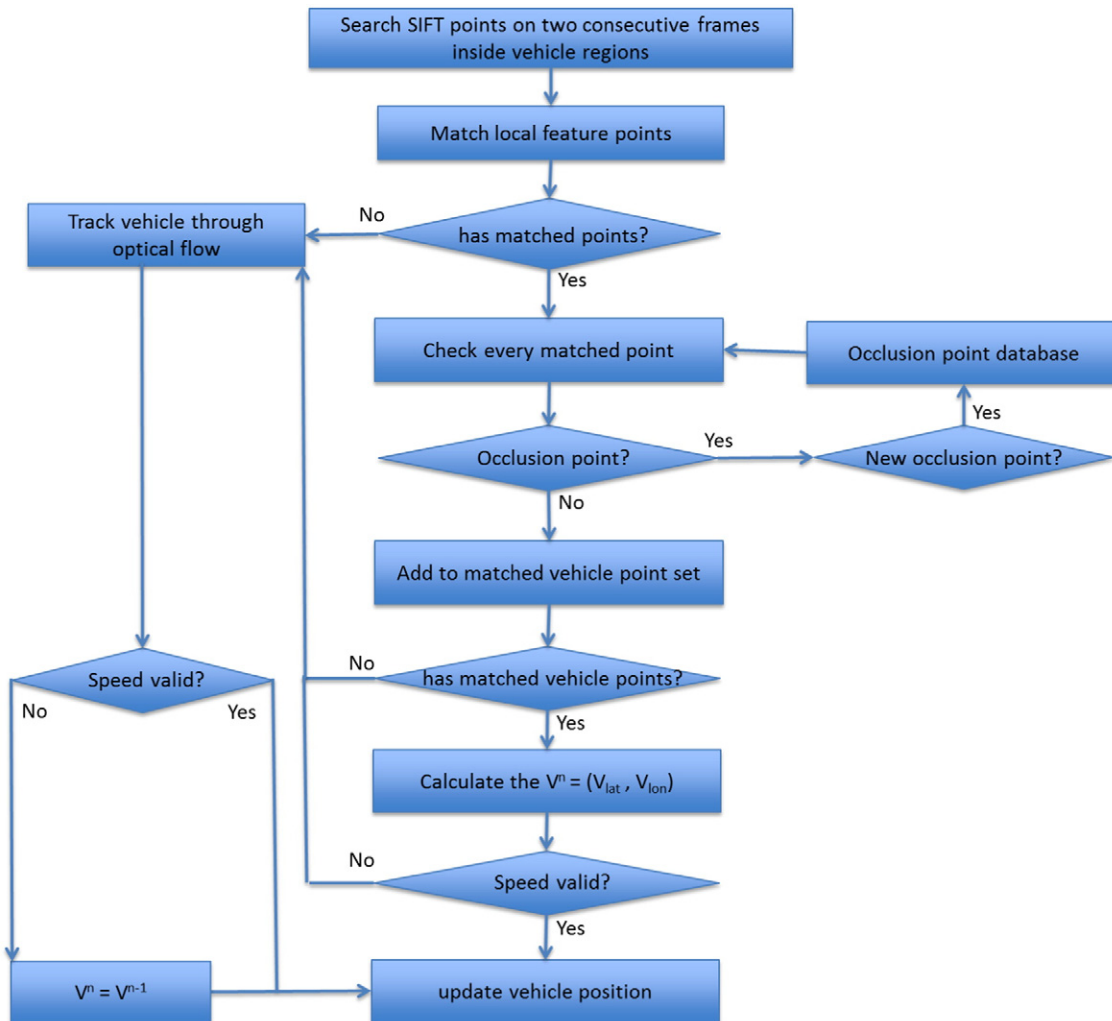 Search SIFT points on two consecutive frames
inside vehicle regions
Match local feature points
No
Track vehicle through
optical flow
has matched points?
Yes
Check every matched point
Occlusion point database
Yes
Occlusion point?
Yes
New occlusion point?
No
Add to matched vehicle point set
No
has matched vehicle points?
Speed valid?
No
Yes
Yes
Calculate the Vⁿ = (V_lat , V_lon)
No
Speed valid?
Yes
Vⁿ = Vⁿ⁻¹
update vehicle position